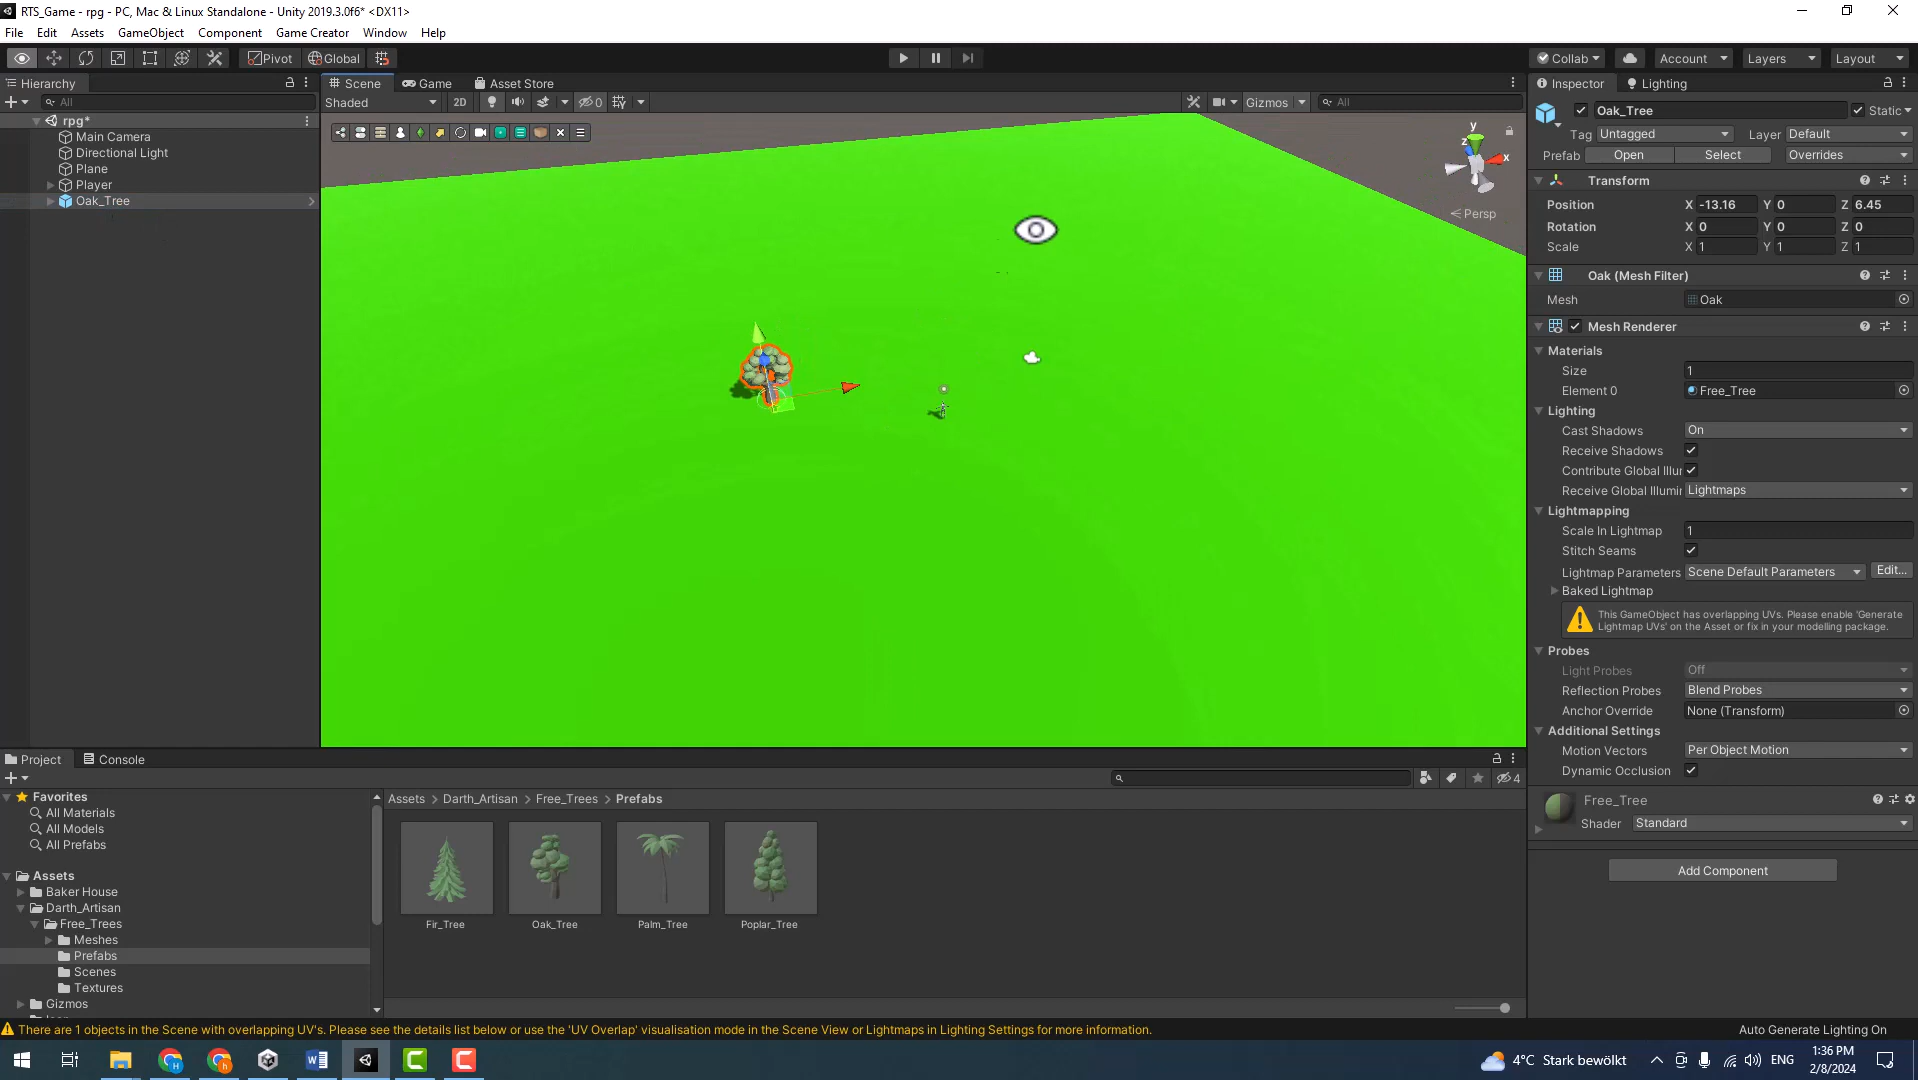 RTS_Game - rpg - PC, Mac & Linux Standalone - Unity 2019.3.0f6* <DX11>
File Edit Assets GameObject Component Game Creator Window Help
Pivot Global Collab Account Layers Layout
Hierarchy Scene Game Asset Store Inspector Lighting
All Shaded 2D 0 Gizmos All
rpg*
Main Camera
Directional Light
Plane
Player
Oak_Tree
y
z
x
Persp
Oak_Tree Static
Tag Untagged Layer Default
Prefab Open Select Overrides
Transform
Position X -13.16 Y 0 Z 6.45
Rotation X 0 Y 0 Z 0
Scale X 1 Y 1 Z 1
Oak (Mesh Filter)
Mesh Oak
Mesh Renderer
Materials
Size 1
Element 0 Free_Tree
Lighting
Cast Shadows On
Receive Shadows
Contribute Global Illur
Receive Global Illumir Lightmaps
Lightmapping
Scale In Lightmap 1
Stitch Seams
Lightmap Parameters Scene Default Parameters Edit...
Baked Lightmap
This GameObject has overlapping UVs. Please enable 'Generate
Lightmap UVs' on the Asset or fix in your modelling package.
Probes
Light Probes Off
Reflection Probes Blend Probes
Anchor Override None (Transform)
Additional Settings
Motion Vectors Per Object Motion
Dynamic Occlusion
Free_Tree
Shader Standard
Add Component
Project Console
4
Favorites
All Materials
All Models
All Prefabs
Assets
Baker House
Darth_Artisan
Free_Trees
Meshes
Prefabs
Scenes
Textures
Gizmos
Assets > Darth_Artisan > Free_Trees > Prefabs
Fir_Tree Oak_Tree Palm_Tree Poplar_Tree
There are 1 objects in the Scene with overlapping UV's. Please see the details list below or use the 'UV Overlap' visualisation mode in the Scene View or Lightmaps in Lighting Settings for more information.
Auto Generate Lighting On
4°C Stark bewölkt ENG 1:36 PM
2/8/2024